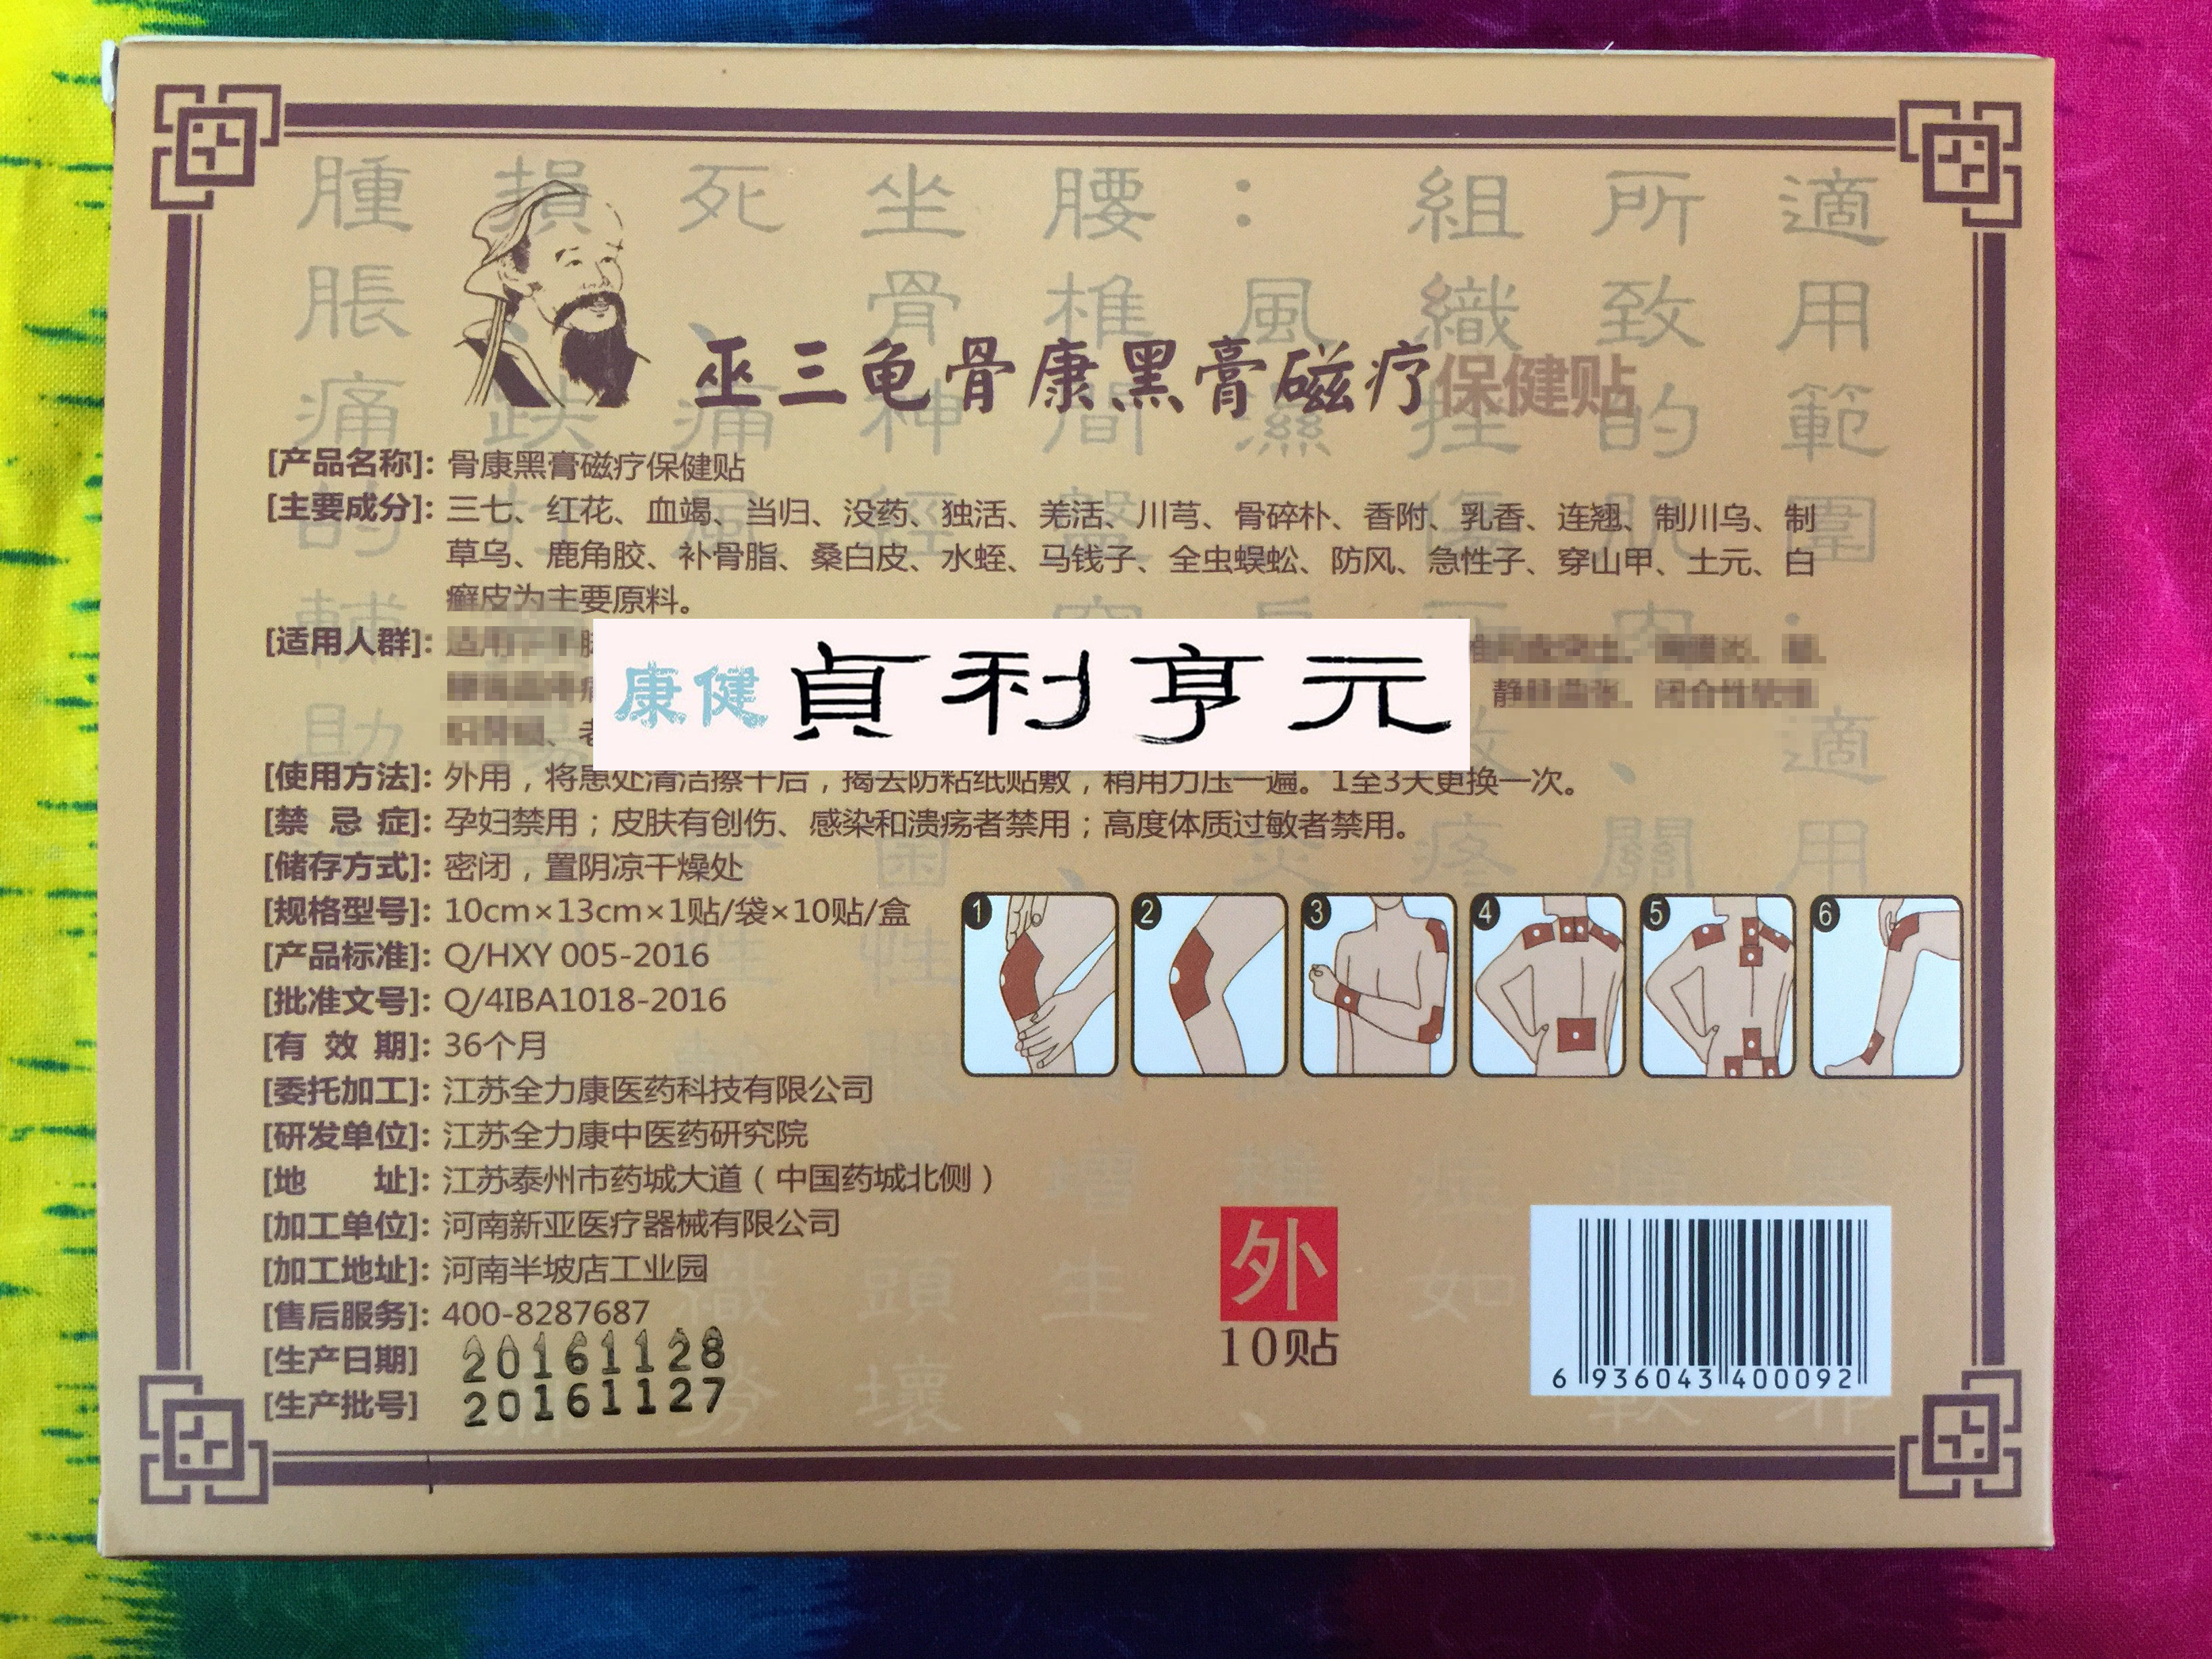 巫三龟骨康黑膏磁疗保健贴
[产品名称]：骨康黑膏磁疗保健贴
[主要成分]：三七、红花、血竭、当归、没药、独活、羌活、川芎、骨碎朴、香附、乳香、连翘、制川乌、制
草乌、鹿角胶、补骨脂、桑白皮、水蛭、马钱子、全虫蜈蚣、防风、急性子、穿山甲、土元、白
癣皮为主要原料。
[适用人群]：
康健 貞利亨元
[使用方法]：外用，将患处清洁擦干后，揭去防粘纸贴敷，稍用力压一遍。1至3天更换一次。
[禁 忌 症]：孕妇禁用；皮肤有创伤、感染和溃疡者禁用；高度体质过敏者禁用。
[储存方式]：密闭，置阴凉干燥处
[规格型号]：10cm×13cm×1贴/袋×10贴/盒
[产品标准]：Q/HXY 005-2016
[批准文号]：Q/4IBA1018-2016
[有 效 期]：36个月
[委托加工]：江苏全力康医药科技有限公司
[研发单位]：江苏全力康中医药研究院
[地 址]：江苏泰州市药城大道（中国药城北侧）
[加工单位]：河南新亚医疗器械有限公司
[加工地址]：河南半坡店工业园
[售后服务]：400-8287687
[生产日期] 20161128
[生产批号] 20161127
1 2 3 4 5 6
外
10贴
6 936043 400092